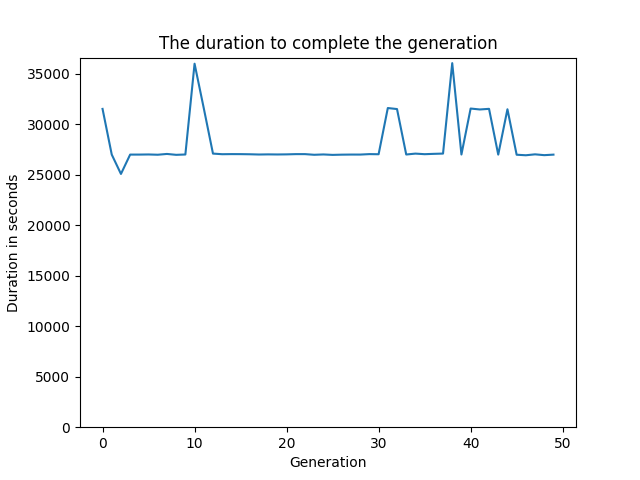 The duration to complete the generation
Duration in seconds
35000
30000
25000
20000
15000
10000
5000
0
0 10 20 30 40 50
Generation